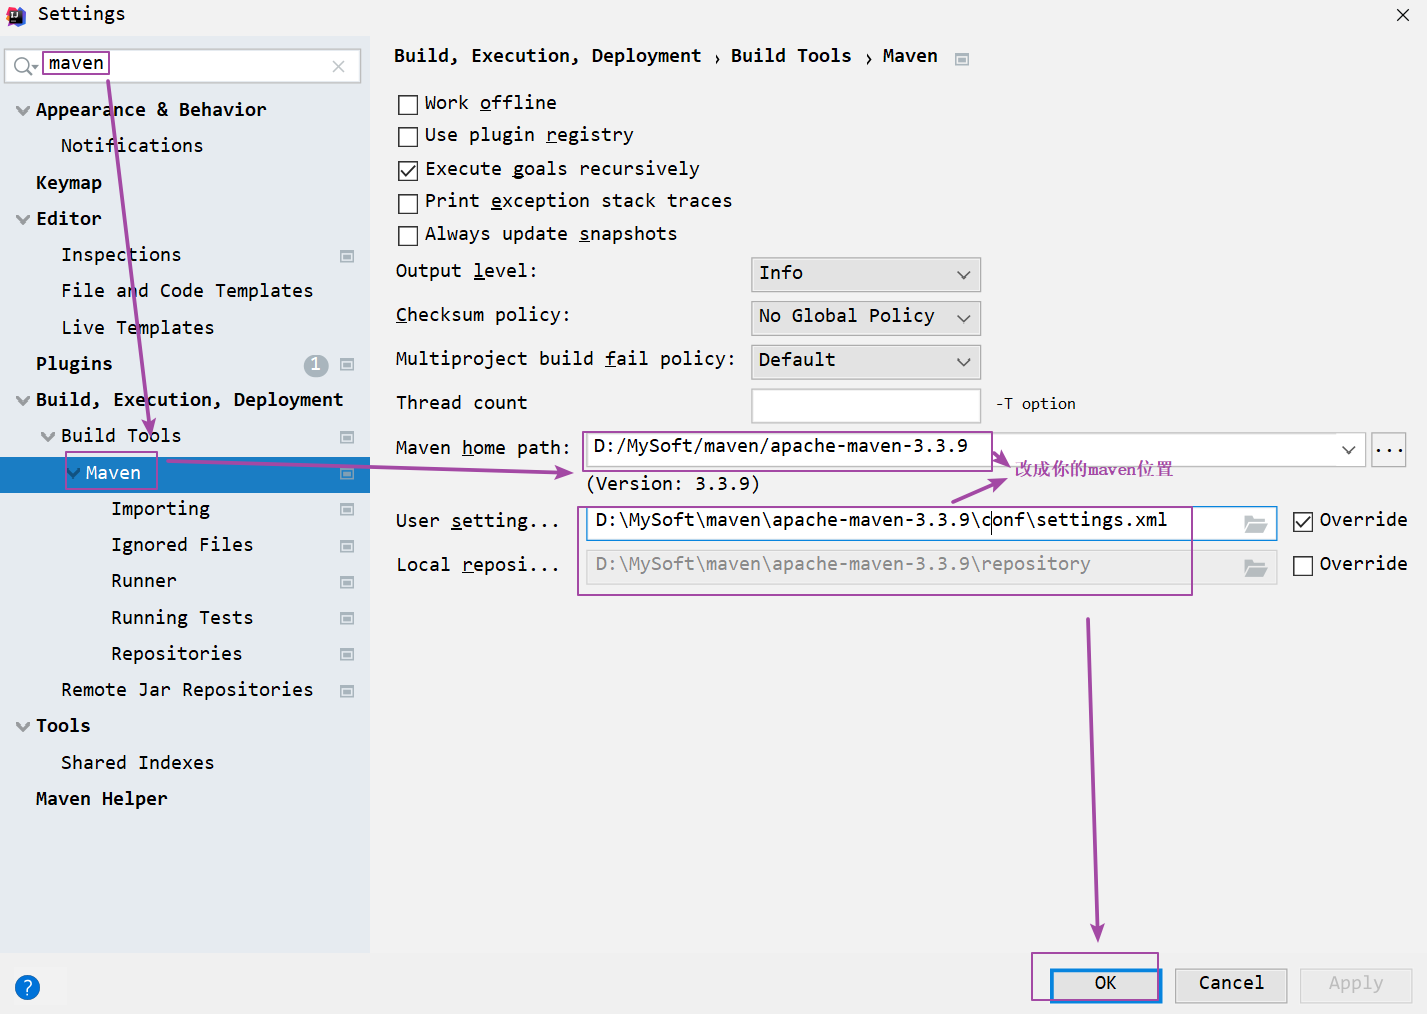 Settings
maven
Appearance & Behavior
Notifications
Keymap
Editor
Inspections
File and Code Templates
Live Templates
Plugins 1
Build, Execution, Deployment
Build Tools
Maven
Importing
Ignored Files
Runner
Running Tests
Repositories
Remote Jar Repositories
Tools
Shared Indexes
Maven Helper
?
Build, Execution, Deployment › Build Tools › Maven
Work offline
Use plugin registry
Execute goals recursively
Print exception stack traces
Always update snapshots
Output level: Info
Checksum policy: No Global Policy
Multiproject build fail policy: Default
Thread count -T option
Maven home path: D:/MySoft/maven/apache-maven-3.3.9 ...
改成你的maven位置
(Version: 3.3.9)
User setting... D:\MySoft\maven\apache-maven-3.3.9\conf\settings.xml Override
Local reposi... D:\MySoft\maven\apache-maven-3.3.9\repository Override
OK Cancel Apply